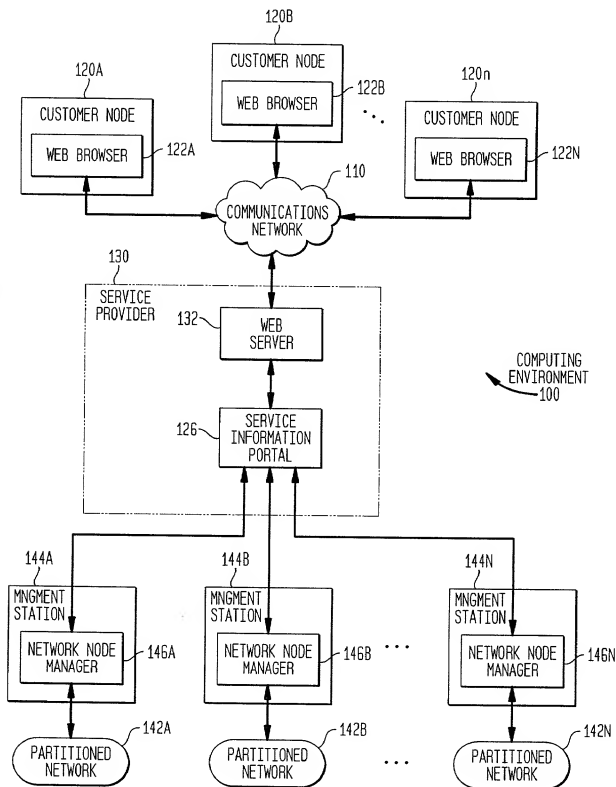 120B
CUSTOMER NODE
WEB BROWSER
122B
120A
CUSTOMER NODE
WEB BROWSER
122A
120n
CUSTOMER NODE
WEB BROWSER
122N
110
COMMUNICATIONS
NETWORK
130
SERVICE
PROVIDER
132
WEB
SERVER
COMPUTING
ENVIRONMENT
100
126
SERVICE
INFORMATION
PORTAL
144A
MNGMENT
STATION
NETWORK NODE
MANAGER
146A
144B
MNGMENT
STATION
NETWORK NODE
MANAGER
146B
144N
MNGMENT
STATION
NETWORK NODE
MANAGER
146N
142A
PARTITIONED
NETWORK
142B
PARTITIONED
NETWORK
142N
PARTITIONED
NETWORK